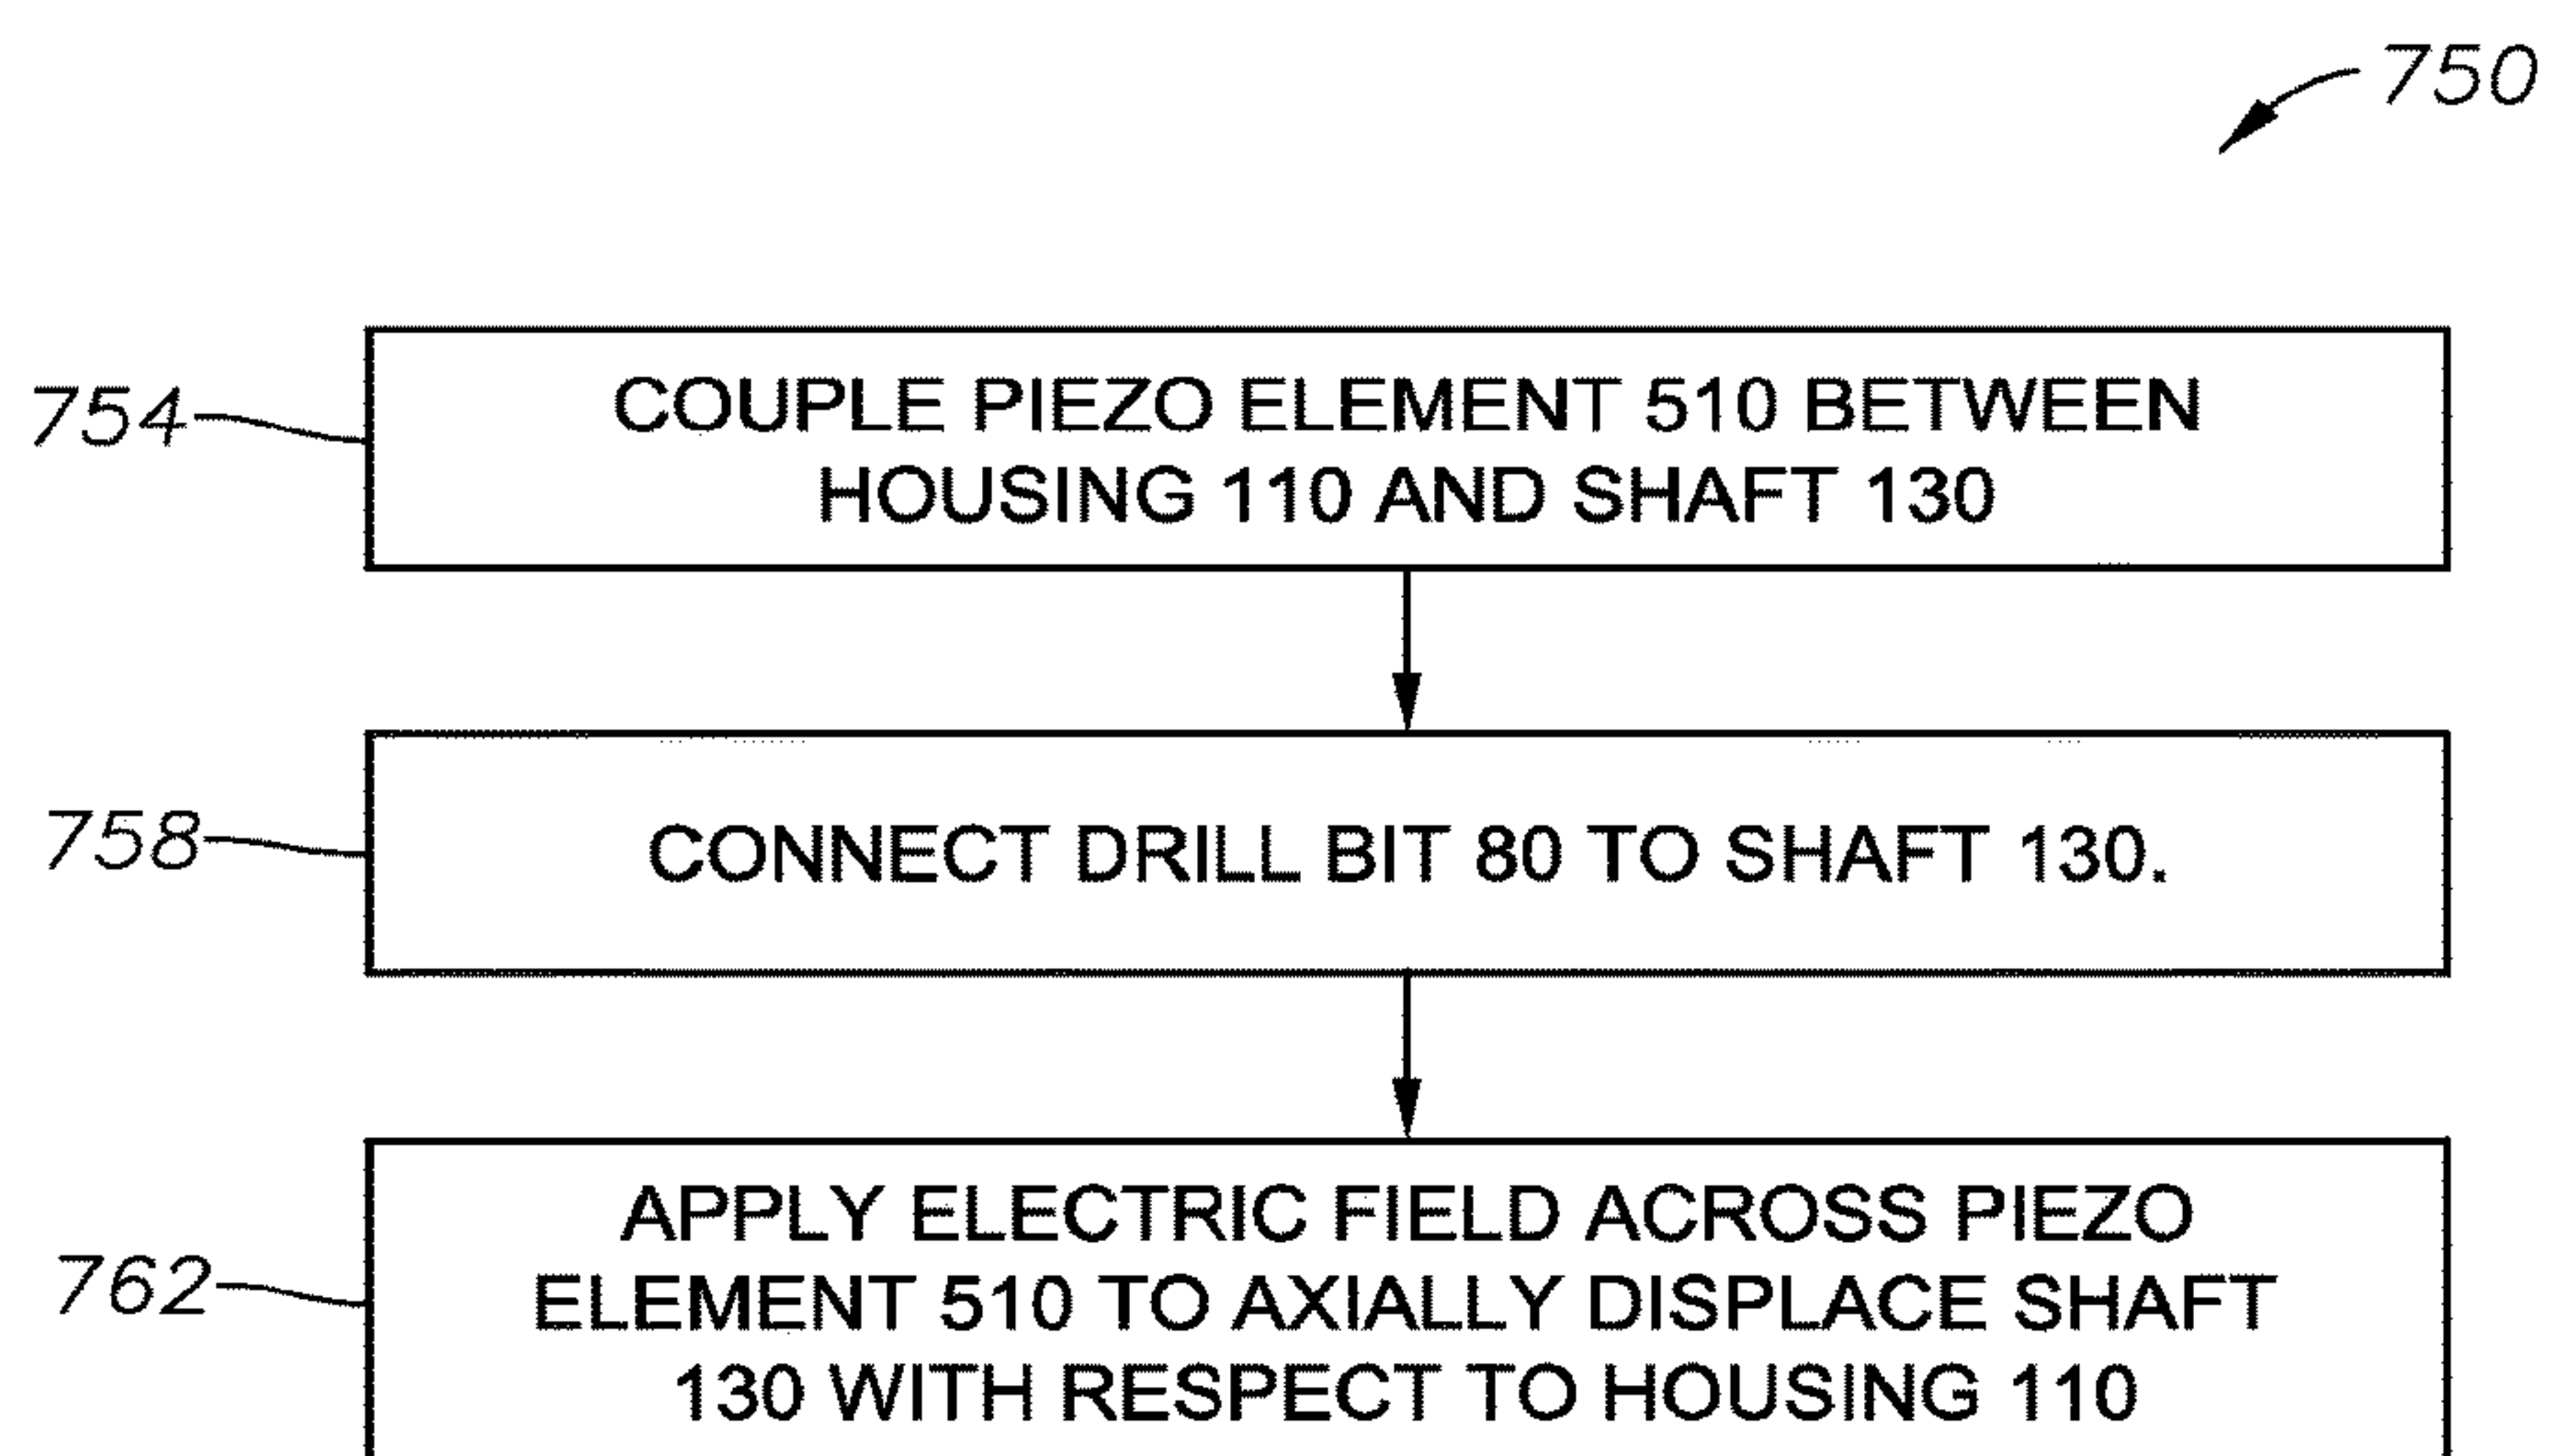 750
754
COUPLE PIEZO ELEMENT 510 BETWEEN
HOUSING 110 AND SHAFT 130
758
CONNECT DRILL BIT 80 TO SHAFT 130.
762
APPLY ELECTRIC FIELD ACROSS PIEZO
ELEMENT 510 TO AXIALLY DISPLACE SHAFT
130 WITH RESPECT TO HOUSING 110